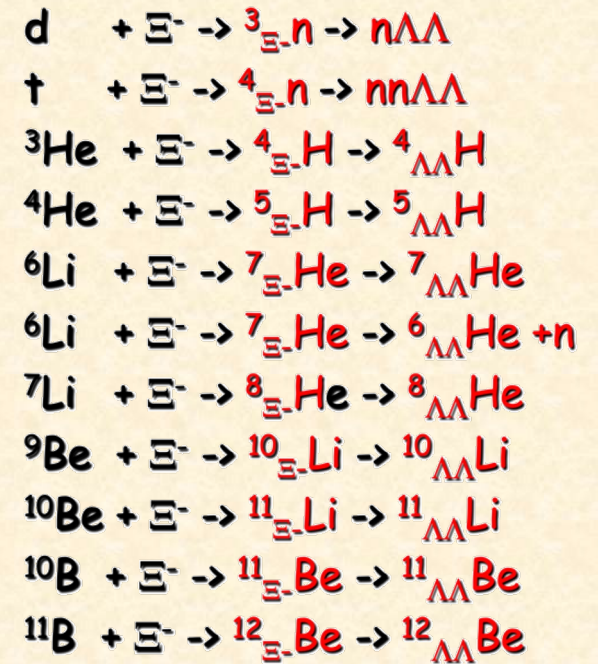 d + Ξ⁻ -> ³Ξ-n -> nΛΛ
t + Ξ⁻ -> ⁴Ξ-n -> nnΛΛ
³He + Ξ⁻ -> ⁴Ξ-H -> ⁴ΛΛH
⁴He + Ξ⁻ -> ⁵Ξ-H -> ⁵ΛΛH
⁶Li + Ξ⁻ -> ⁷Ξ-He -> ⁷ΛΛHe
⁶Li + Ξ⁻ -> ⁷Ξ-He -> ⁶ΛΛHe +n
⁷Li + Ξ⁻ -> ⁸Ξ-He -> ⁸ΛΛHe
⁹Be + Ξ⁻ -> ¹⁰Ξ-Li -> ¹⁰ΛΛLi
¹⁰Be + Ξ⁻ -> ¹¹Ξ-Li -> ¹¹ΛΛLi
¹⁰B + Ξ⁻ -> ¹¹Ξ-Be -> ¹¹ΛΛBe
¹¹B + Ξ⁻ -> ¹²Ξ-Be -> ¹²ΛΛBe